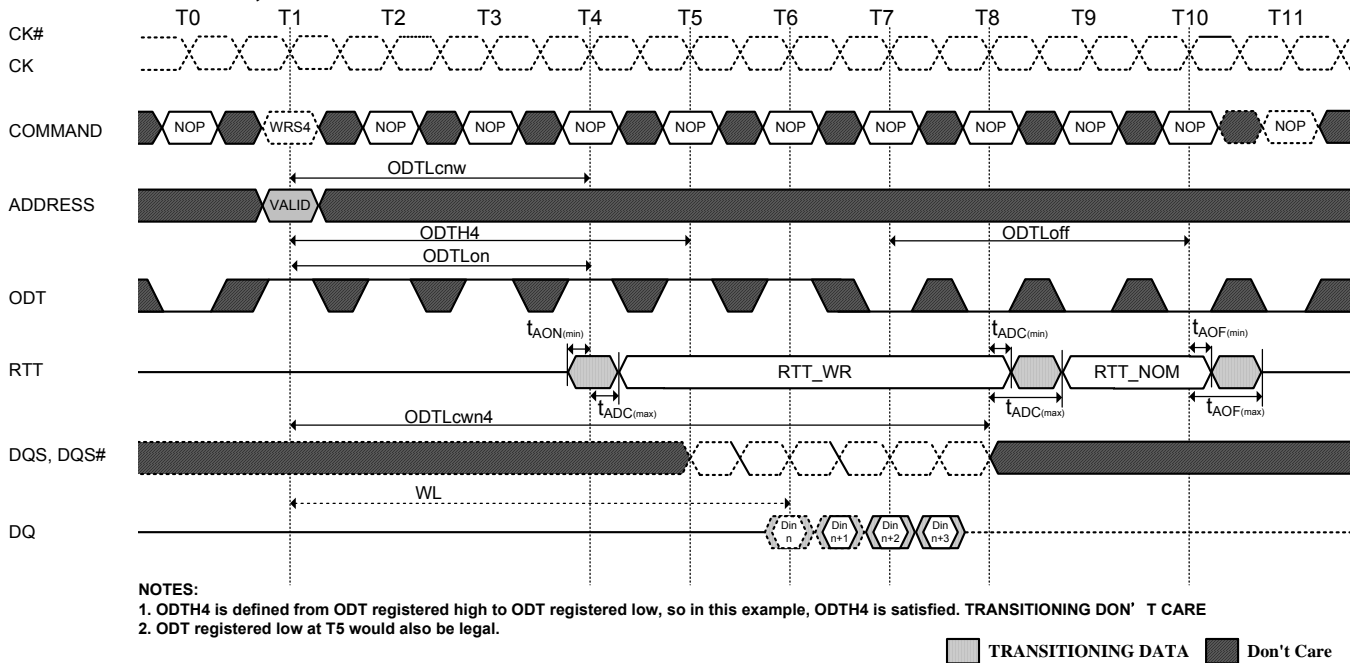 T0 T1 T2 T3 T4 T5 T6 T7 T8 T9 T10 T11
CK#
CK
COMMAND NOP WRS4 NOP NOP NOP NOP NOP NOP NOP NOP NOP NOP
ODTLcnw
ADDRESS VALID
ODTH4 ODTLoff
ODTLon
ODT
tAON(min) tADC(min) tAOF(min)
RTT RTT_WR RTT_NOM
tADC(max) tADC(max) tAOF(max)
ODTLcwn4
DQS, DQS#
WL
DQ Din n Din n+1 Din n+2 Din n+3
NOTES:
1. ODTH4 is defined from ODT registered high to ODT registered low, so in this example, ODTH4 is satisfied. TRANSITIONING DON’ T CARE
2. ODT registered low at T5 would also be legal.
TRANSITIONING DATA Don't Care